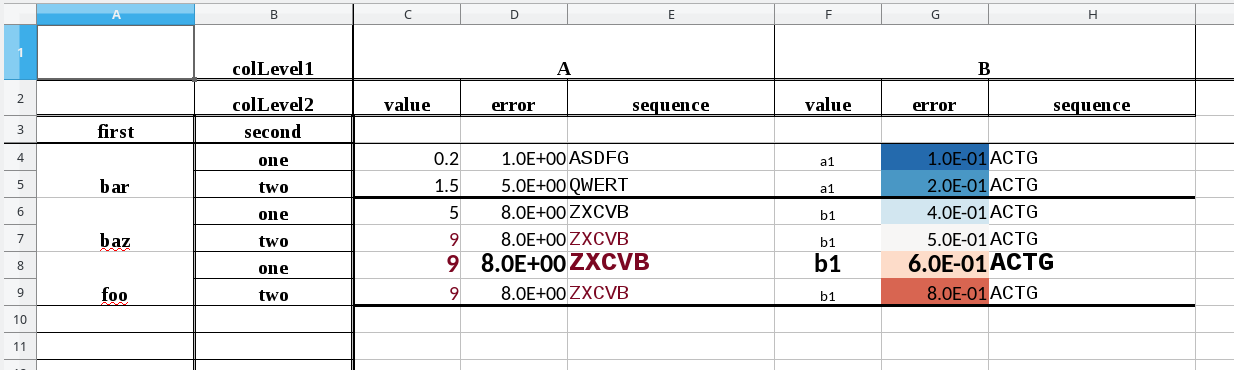 A B C D E F G H
1 colLevel1 A B
2 colLevel2 value error sequence value error sequence
3 first second
4 one 0.2 1.0E+00 ASDFG a1 1.0E-01 ACTG
5 bar two 1.5 5.0E+00 QWERT a1 2.0E-01 ACTG
6 one 5 8.0E+00 ZXCVB b1 4.0E-01 ACTG
7 baz two 9 8.0E+00 ZXCVB b1 5.0E-01 ACTG
8 one 9 8.0E+00 ZXCVB b1 6.0E-01 ACTG
9 foo two 9 8.0E+00 ZXCVB b1 8.0E-01 ACTG
10
11